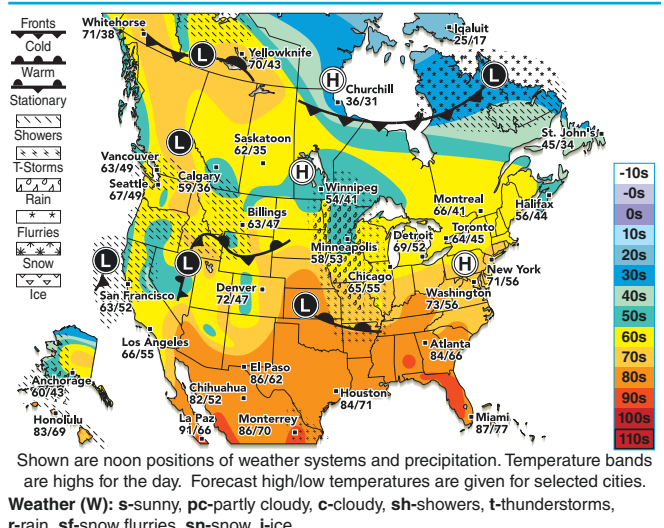 Fronts
Cold
Warm
Stationary
Showers
T-Storms
Rain
Flurries
Snow
Ice
Whitehorse
71/38
L
Yellowknife
70/43
Iqaluit
25/17
H
Churchill
36/31
L
L
Saskatoon
62/35
St. John's
45/34
Vancouver
63/49
Calgary
59/36
H
Winnipeg
54/41
Seattle
67/49
Billings
63/47
Montreal
66/41
Halifax
56/44
Minneapolis
58/53
Detroit
69/52
Toronto
64/45
L
L
H
New York
71/56
San Francisco
63/52
Denver
72/47
Chicago
65/55
Washington
73/56
L
Los Angeles
66/55
Atlanta
84/66
El Paso
86/62
Anchorage
60/43
Chihuahua
82/52
Houston
84/71
Honolulu
83/69
La Paz
91/66
Monterrey
86/70
Miami
87/77
-10s
-0s
0s
10s
20s
30s
40s
50s
60s
70s
80s
90s
100s
110s
Shown are noon positions of weather systems and precipitation. Temperature bands
are highs for the day. Forecast high/low temperatures are given for selected cities.
Weather (W): s-sunny, pc-partly cloudy, c-cloudy, sh-showers, t-thunderstorms,
r-rain, sf-snow flurries, sn-snow, i-ice